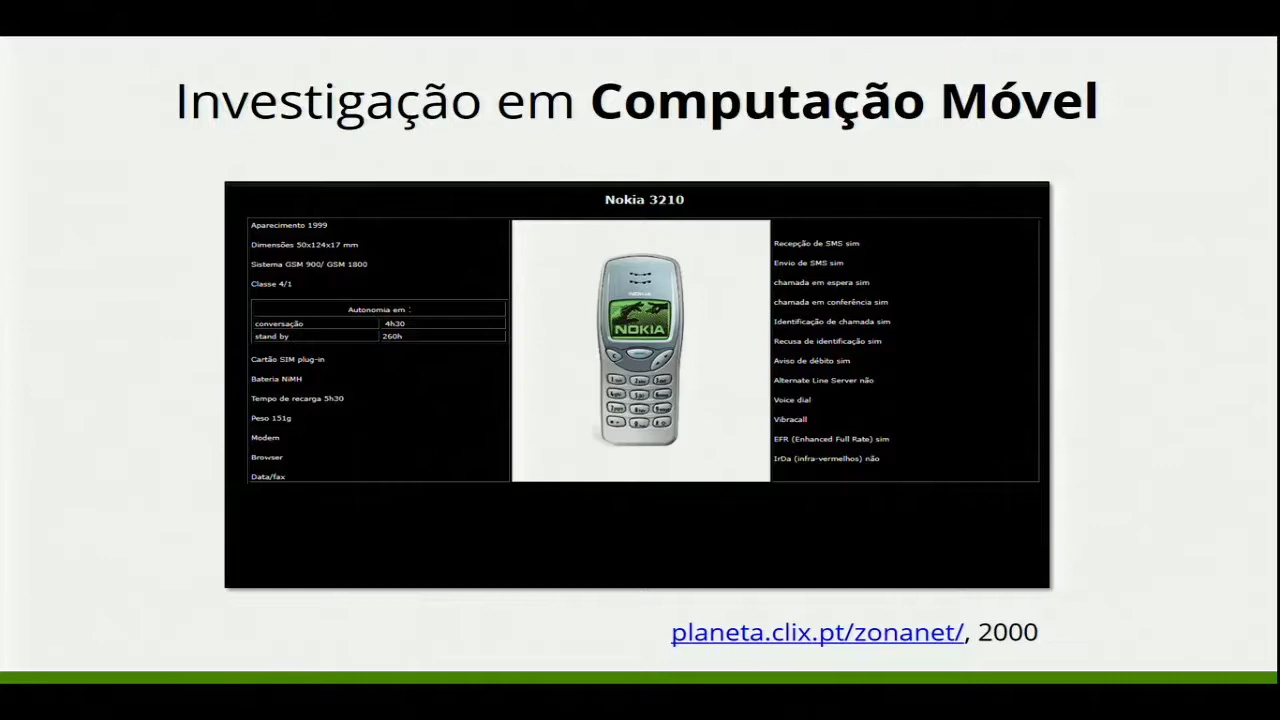 Investigação em Computação Móvel
Nokia 3210
Aparecimento 1999
Dimensões 50x124x17 mm
Sistema GSM 900/ GSM 1800
Classe 4/1
Autonomia em :
conversação 4h30
stand by 260h
Cartão SIM plug-in
Bateria NiMH
Tempo de recarga 5h30
Peso 151g
Modem
Browser
Data/fax
NOKIA
NOKIA
Recepção de SMS sim
Envio de SMS sim
chamada em espera sim
chamada em conferência sim
Identificação de chamada sim
Recusa de identificação sim
Aviso de débito sim
Alternate Line Server não
Voice dial
Vibracall
EFR (Enhanced Full Rate) sim
IrDa (infra-vermelhos) não
planeta.clix.pt/zonanet/, 2000